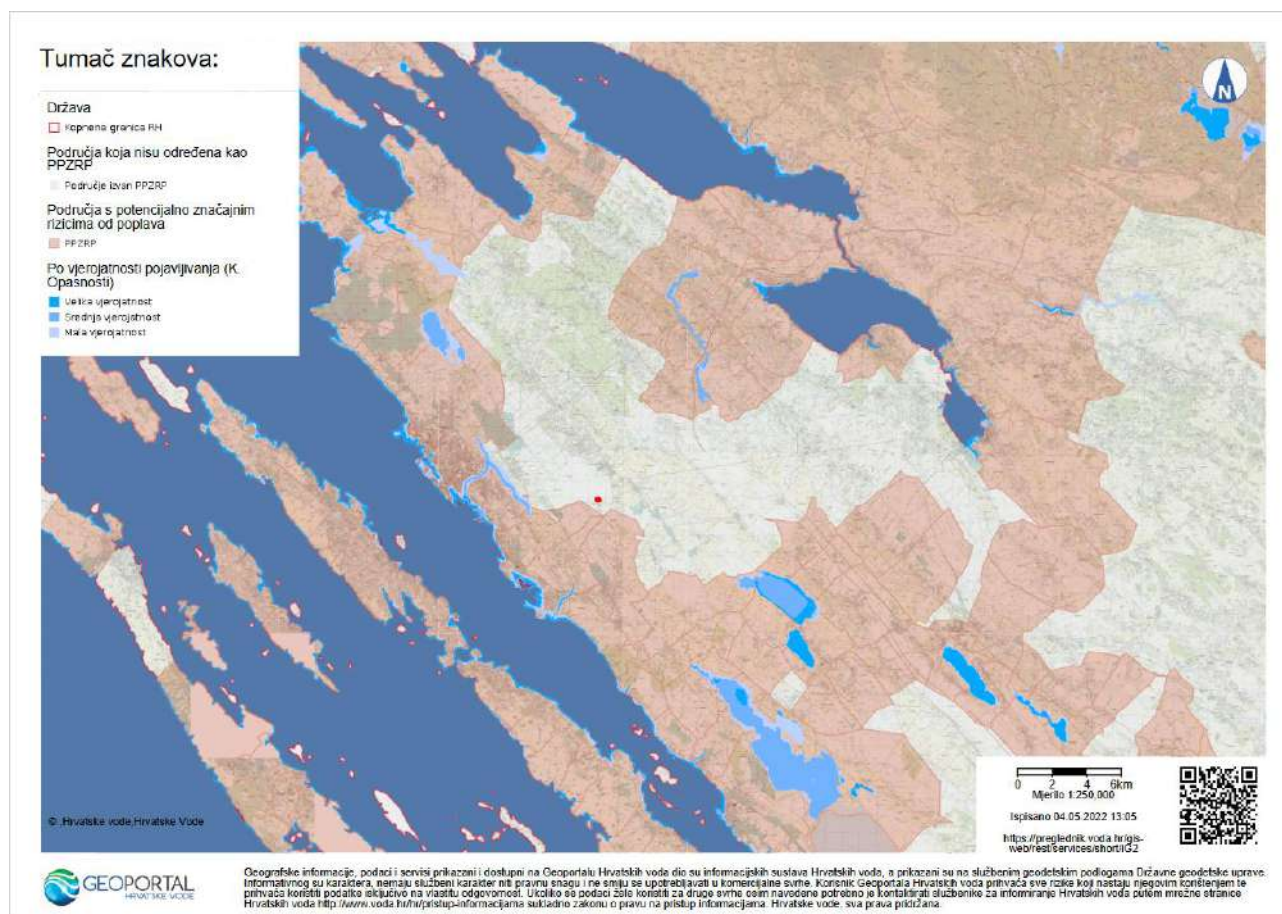 Tumač znakova:
Država
Kopnena granica RH
Područja koja nisu određena kao
PPZRP
Područje izvan PPZRP
Područja s potencijalno značajnim
rizicima od poplava
PPZRP
Po vjerojatnosti pojavljivanja (K.
Opasnosti)
Velika vjerojatnost
Srednja vjerojatnost
Mala vjerojatnost
N
0 2 4 6km
Mjerilo 1:250,000
Ispisano 04.05.2022 13:05
https://preglednik.voda.hr/gis-
web/rest/services/short/IG2
© ,Hrvatske vode,Hrvatske Vode
GEOPORTAL
HRVATSKE VODE
Geografske informacije, podaci i servisi prikazani i dostupni na Geoportalu Hrvatskih voda dio su informacijskih sustava Hrvatskih voda, a prikazani su na službenim geodetskim podlogama Državne geodetske uprave.
Informativnog su karaktera, nemaju službeni karakter niti pravnu snagu i ne smiju se upotrebljavati u komercijalne svrhe. Korisnik Geoportala Hrvatskih voda prihvaća sve rizike koji nastaju njegovim korištenjem te
prihvaća koristiti podatke isključivo na vlastitu odgovornost. Ukoliko se podaci žele koristiti za druge svrhe osim navedene potrebno je kontaktirati službenike za informiranje Hrvatskih voda putem mrežne stranice
Hrvatskih voda http://www.voda.hr/hr/pristup-informacijama sukladno zakonu o pravu na pristup informacijama. Hrvatske vode, sva prava pridržana.